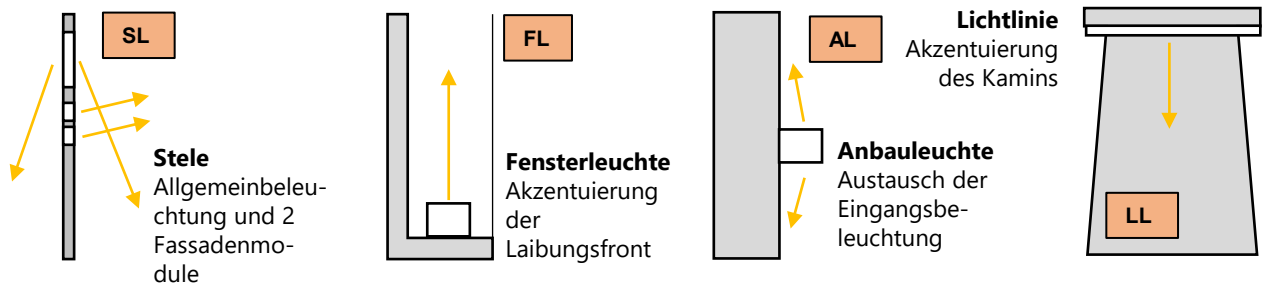 SL
Stele
Allgemeinbeleu-
chtung und 2
Fassadenmo-
dule
FL
Fensterleuchte
Akzentuierung
der
Laibungsfront
AL
Anbauleuchte
Austausch der
Eingangsbe-
leuchtung
Lichtlinie
Akzentuierung
des Kamins
LL